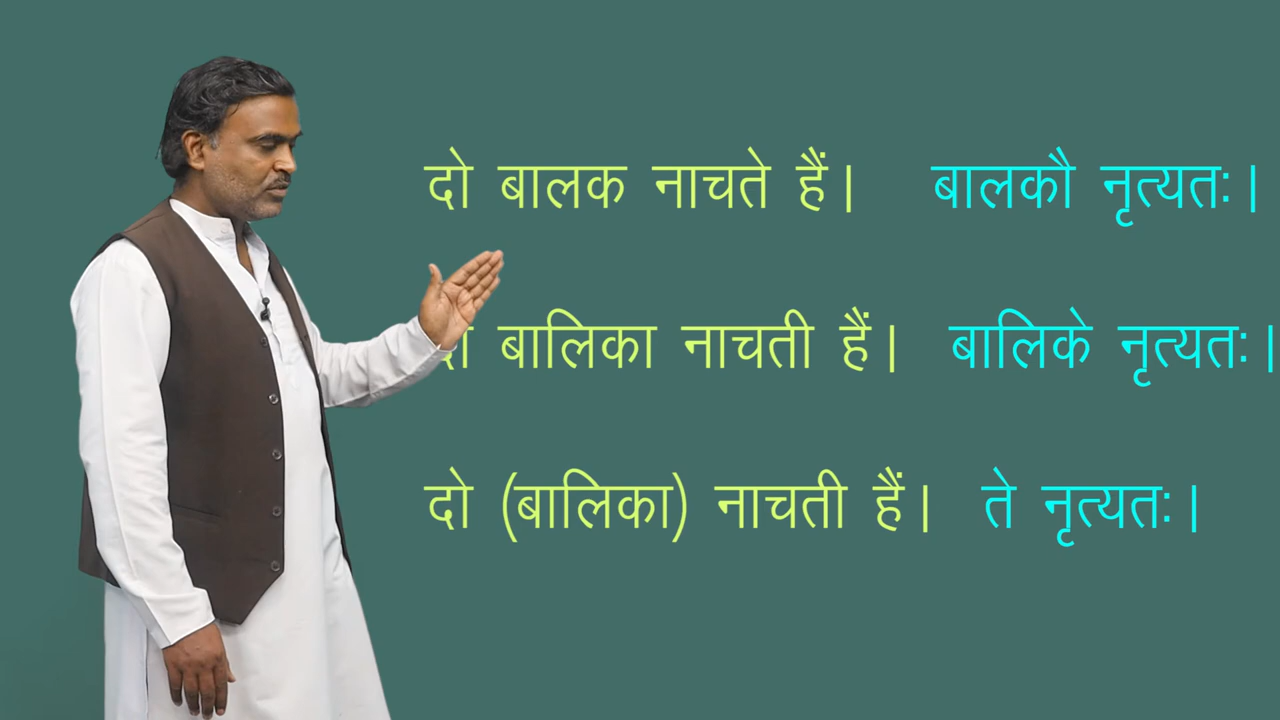 दो बालक नाचते हैं। बालकौ नृत्यतः।
दो बालिका नाचती हैं। बालिके नृत्यतः।
दो (बालिका) नाचती हैं। ते नृत्यतः।